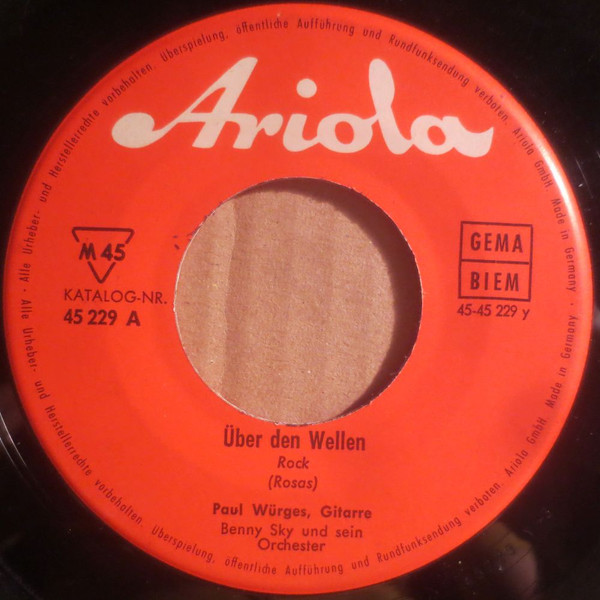 Alle Urheber- und Herstellerrechte vorbehalten. Überspielung, öffentliche Aufführung und Rundfunksendung verboten. Ariola GmbH. Made in Germany ·
Ariola
M 45
KATALOG-NR.
45 229 A
GEMA
BIEM
45-45 229 y
Über den Wellen
Rock
(Rosas)
Paul Würges, Gitarre
Benny Sky und sein
Orchester
Alle Urheber- und Herstellerrechte vorbehalten. Überspielung, öffentliche Aufführung und Rundfunksendung verboten. Ariola GmbH. Made in Germany ·